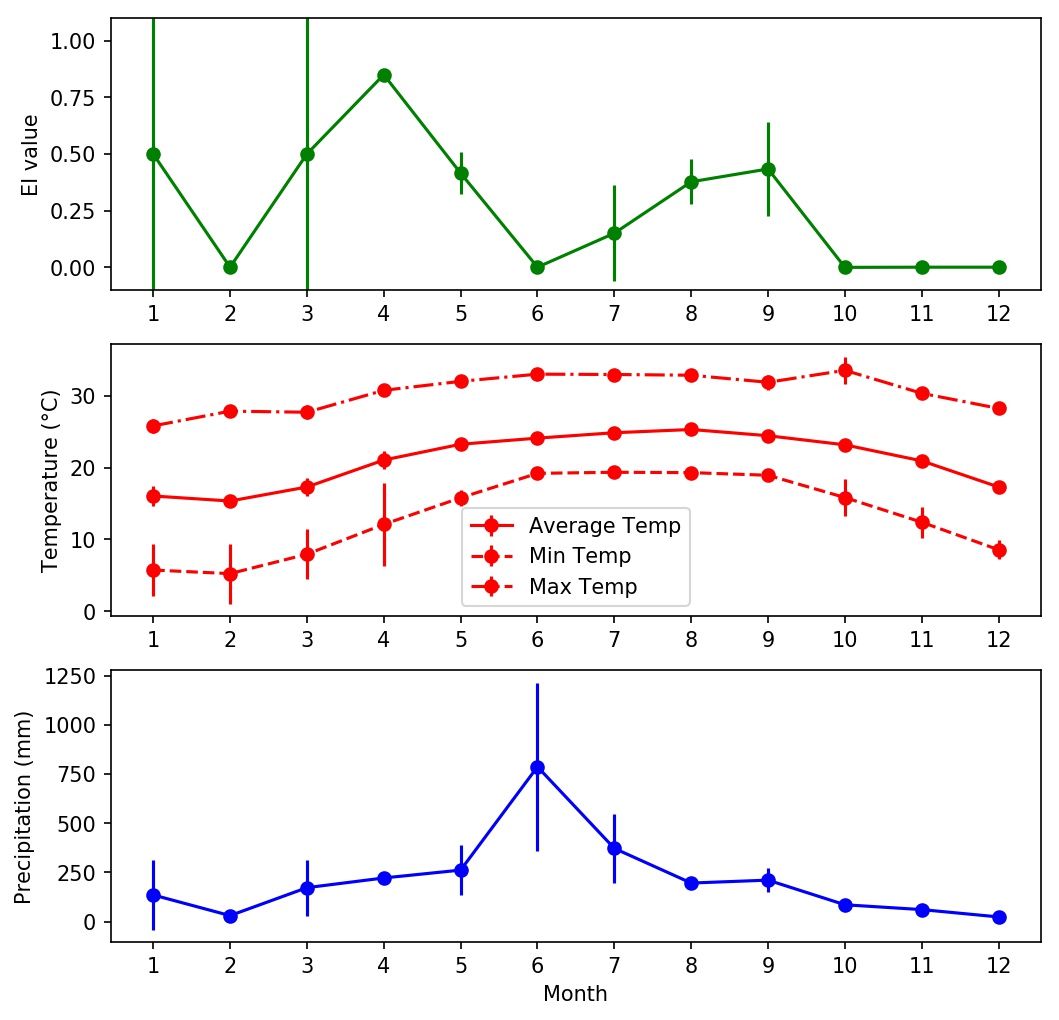 EI value
1.00
0.75
0.50
0.25
0.00
1 2 3 4 5 6 7 8 9 10 11 12
Temperature (°C)
30
20
10
0
Average Temp
Min Temp
Max Temp
1 2 3 4 5 6 7 8 9 10 11 12
Precipitation (mm)
1250
1000
750
500
250
0
1 2 3 4 5 6 7 8 9 10 11 12
Month